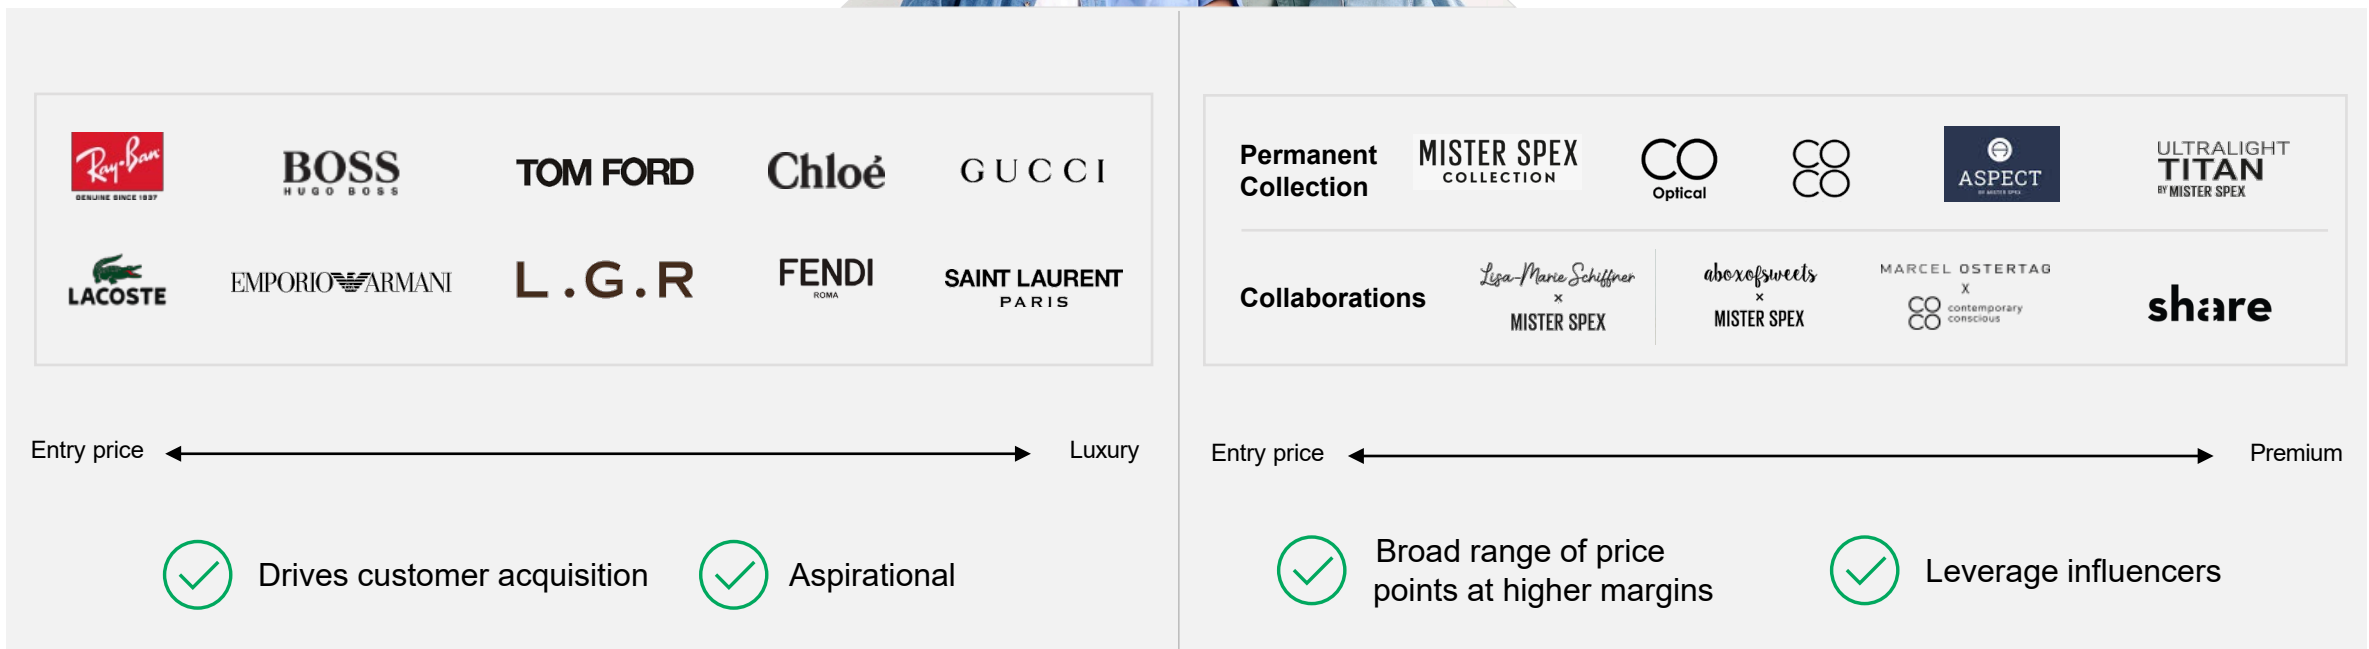 Ray-Ban
GENUINE SINCE 1937
BOSS
HUGO BOSS
TOM FORD
Chloé
GUCCI
LACOSTE
EMPORIO ARMANI
L.G.R
FENDI
ROMA
SAINT LAURENT
PARIS
Entry price
Luxury
Drives customer acquisition
Aspirational
Permanent
Collection
MISTER SPEX
COLLECTION
CO
Optical
CO
CO
ASPECT
BY MISTER SPEX
ULTRALIGHT
TITAN
BY MISTER SPEX
Collaborations
Lisa-Marie Schiffner
×
MISTER SPEX
aboxofsweets
×
MISTER SPEX
MARCEL OSTERTAG
X
CO contemporary
CO conscious
share
Entry price
Premium
Broad range of price
points at higher margins
Leverage influencers